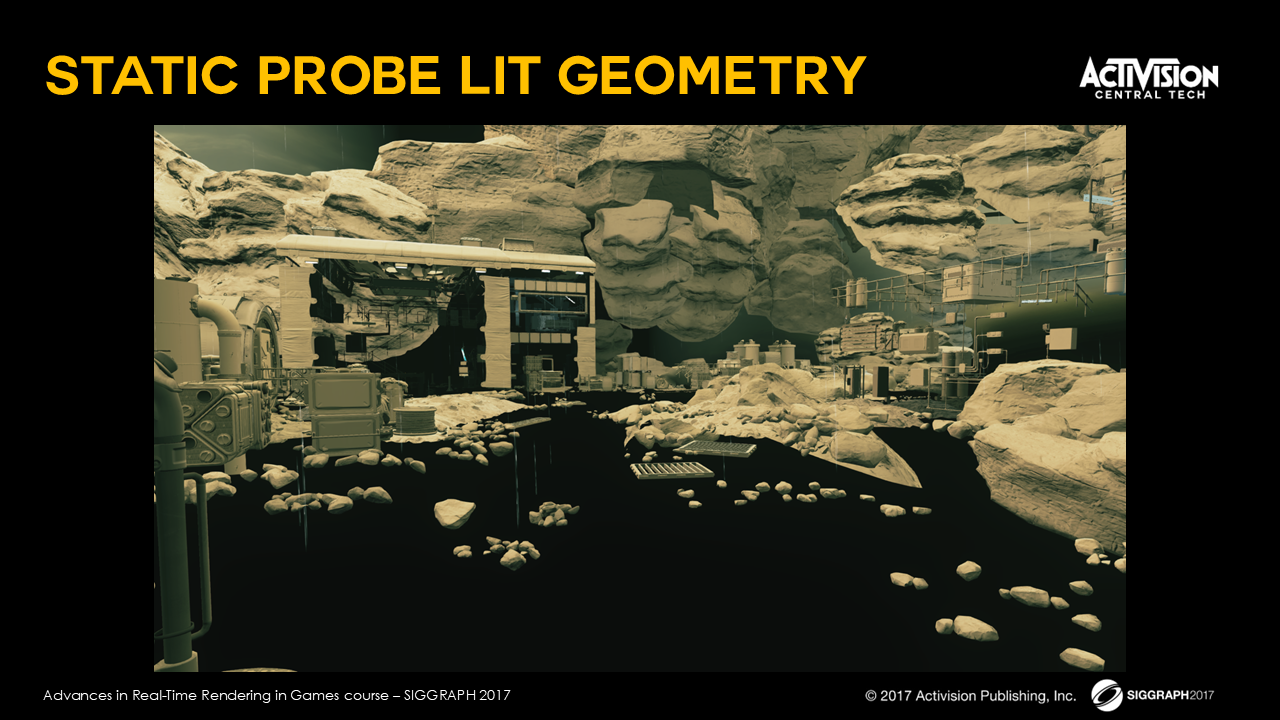 STATIC PROBE LIT GEOMETRY
ACTIVISION
CENTRAL TECH
Advances in Real-Time Rendering in Games course – SIGGRAPH 2017
© 2017 Activision Publishing, Inc.
SIGGRAPH2017